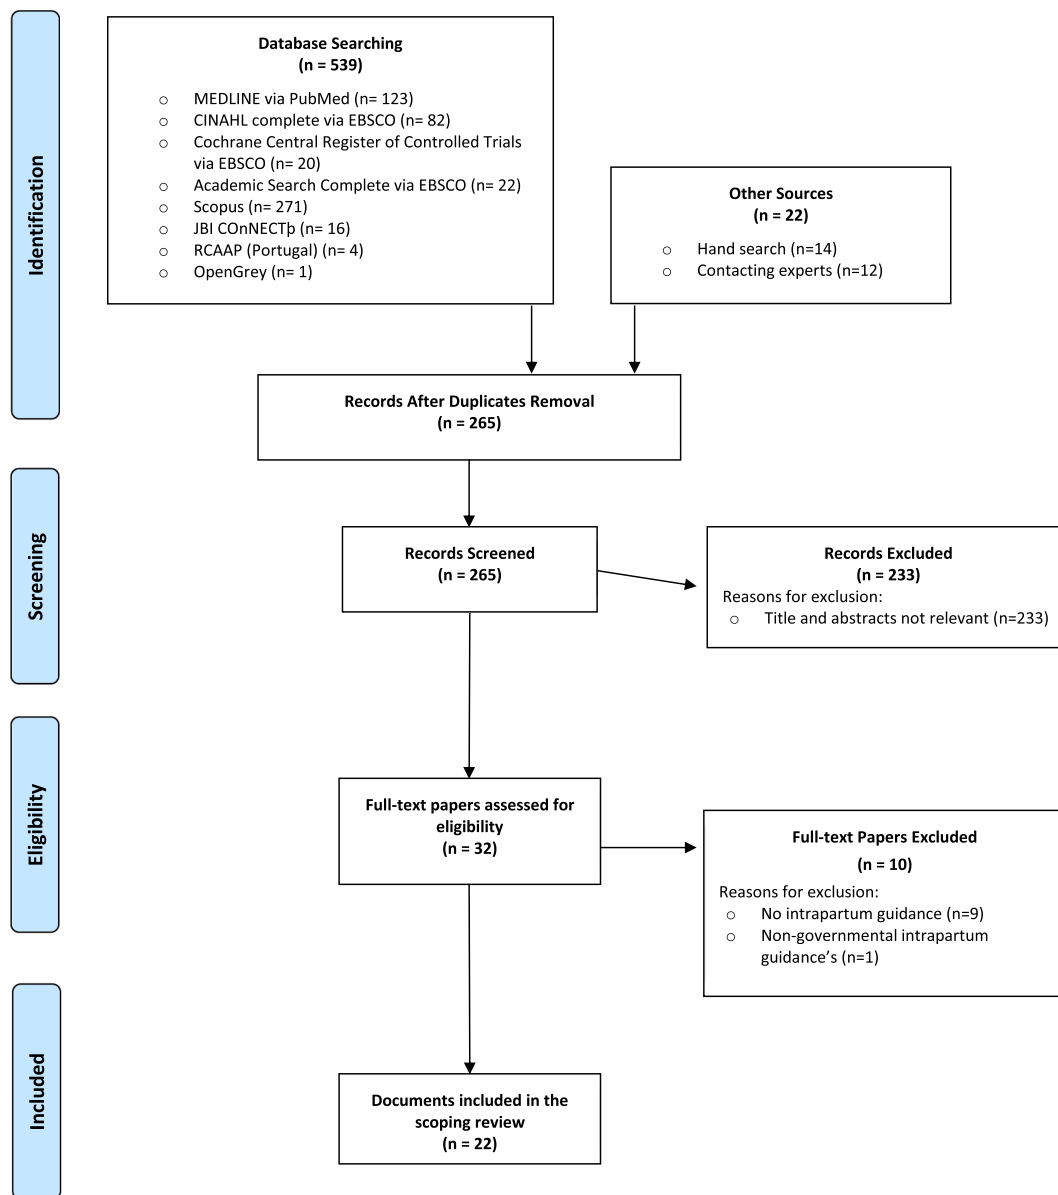 Identification
Database Searching
(n = 539)
○ MEDLINE via PubMed (n= 123)
○ CINAHL complete via EBSCO (n= 82)
○ Cochrane Central Register of Controlled Trials
via EBSCO (n= 20)
○ Academic Search Complete via EBSCO (n= 22)
○ Scopus (n= 271)
○ JBI COnNECTþ (n= 16)
○ RCAAP (Portugal) (n= 4)
○ OpenGrey (n= 1)
Other Sources
(n = 22)
○ Hand search (n=14)
○ Contacting experts (n=12)
Records After Duplicates Removal
(n = 265)
Screening
Records Screened
(n = 265)
Records Excluded
(n = 233)
Reasons for exclusion:
○ Title and abstracts not relevant (n=233)
Eligibility
Full-text papers assessed for
eligibility
(n = 32)
Full-text Papers Excluded
(n = 10)
Reasons for exclusion:
○ No intrapartum guidance (n=9)
○ Non-governmental intrapartum
guidance’s (n=1)
Included
Documents included in the
scoping review
(n = 22)